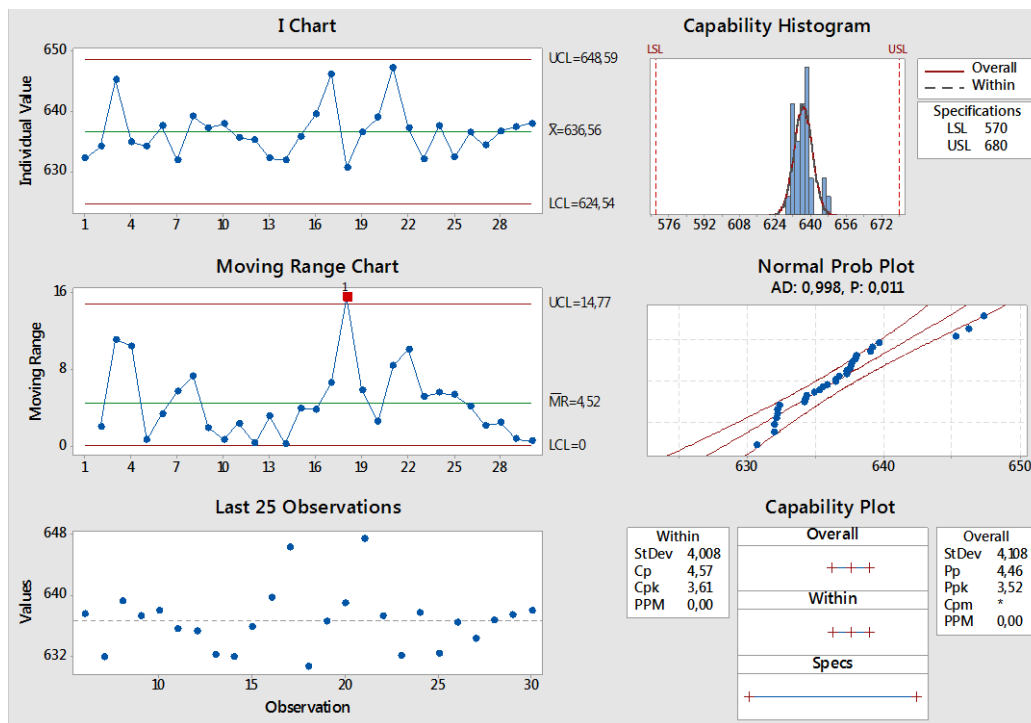 I Chart
Individual Value
650
640
630
UCL=648,59
X̅=636,56
LCL=624,54
1 4 7 10 13 16 19 22 25 28
Moving Range Chart
Moving Range
16
8
0
1
UCL=14,77
M̅R̅=4,52
LCL=0
1 4 7 10 13 16 19 22 25 28
Last 25 Observations
Values
648
640
632
10 15 20 25 30
Observation
Capability Histogram
LSL USL
Overall
Within
Specifications
LSL 570
USL 680
576 592 608 624 640 656 672
Normal Prob Plot
AD: 0,998, P: 0,011
630 640 650
Capability Plot
Within
StDev 4,008
Cp 4,57
Cpk 3,61
PPM 0,00
Overall
Within
Specs
Overall
StDev 4,108
Pp 4,46
Ppk 3,52
Cpm *
PPM 0,00